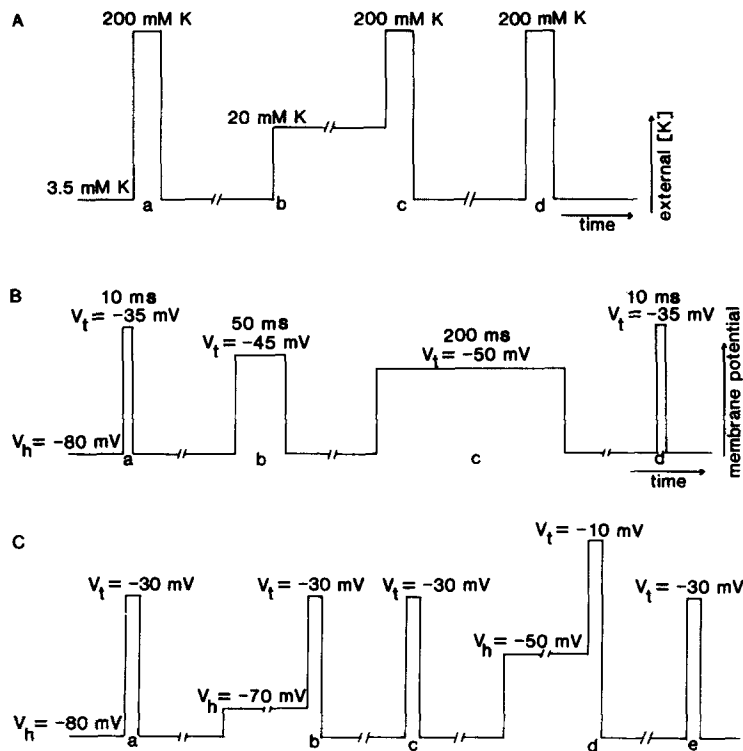 A
200 mM K
200 mM K
200 mM K
20 mM K
3.5 mM K
a
b
c
d
time
external [K]
B
10 ms
Vt = −35 mV
50 ms
Vt = −45 mV
200 ms
Vt = −50 mV
10 ms
Vt = −35 mV
Vh = −80 mV
a
b
c
d
time
membrane potential
C
Vt = −30 mV
Vt = −30 mV
Vt = −30 mV
Vt = −10 mV
Vt = −30 mV
Vh = −50 mV
Vh = −70 mV
Vh = −80 mV
a
b
c
d
e